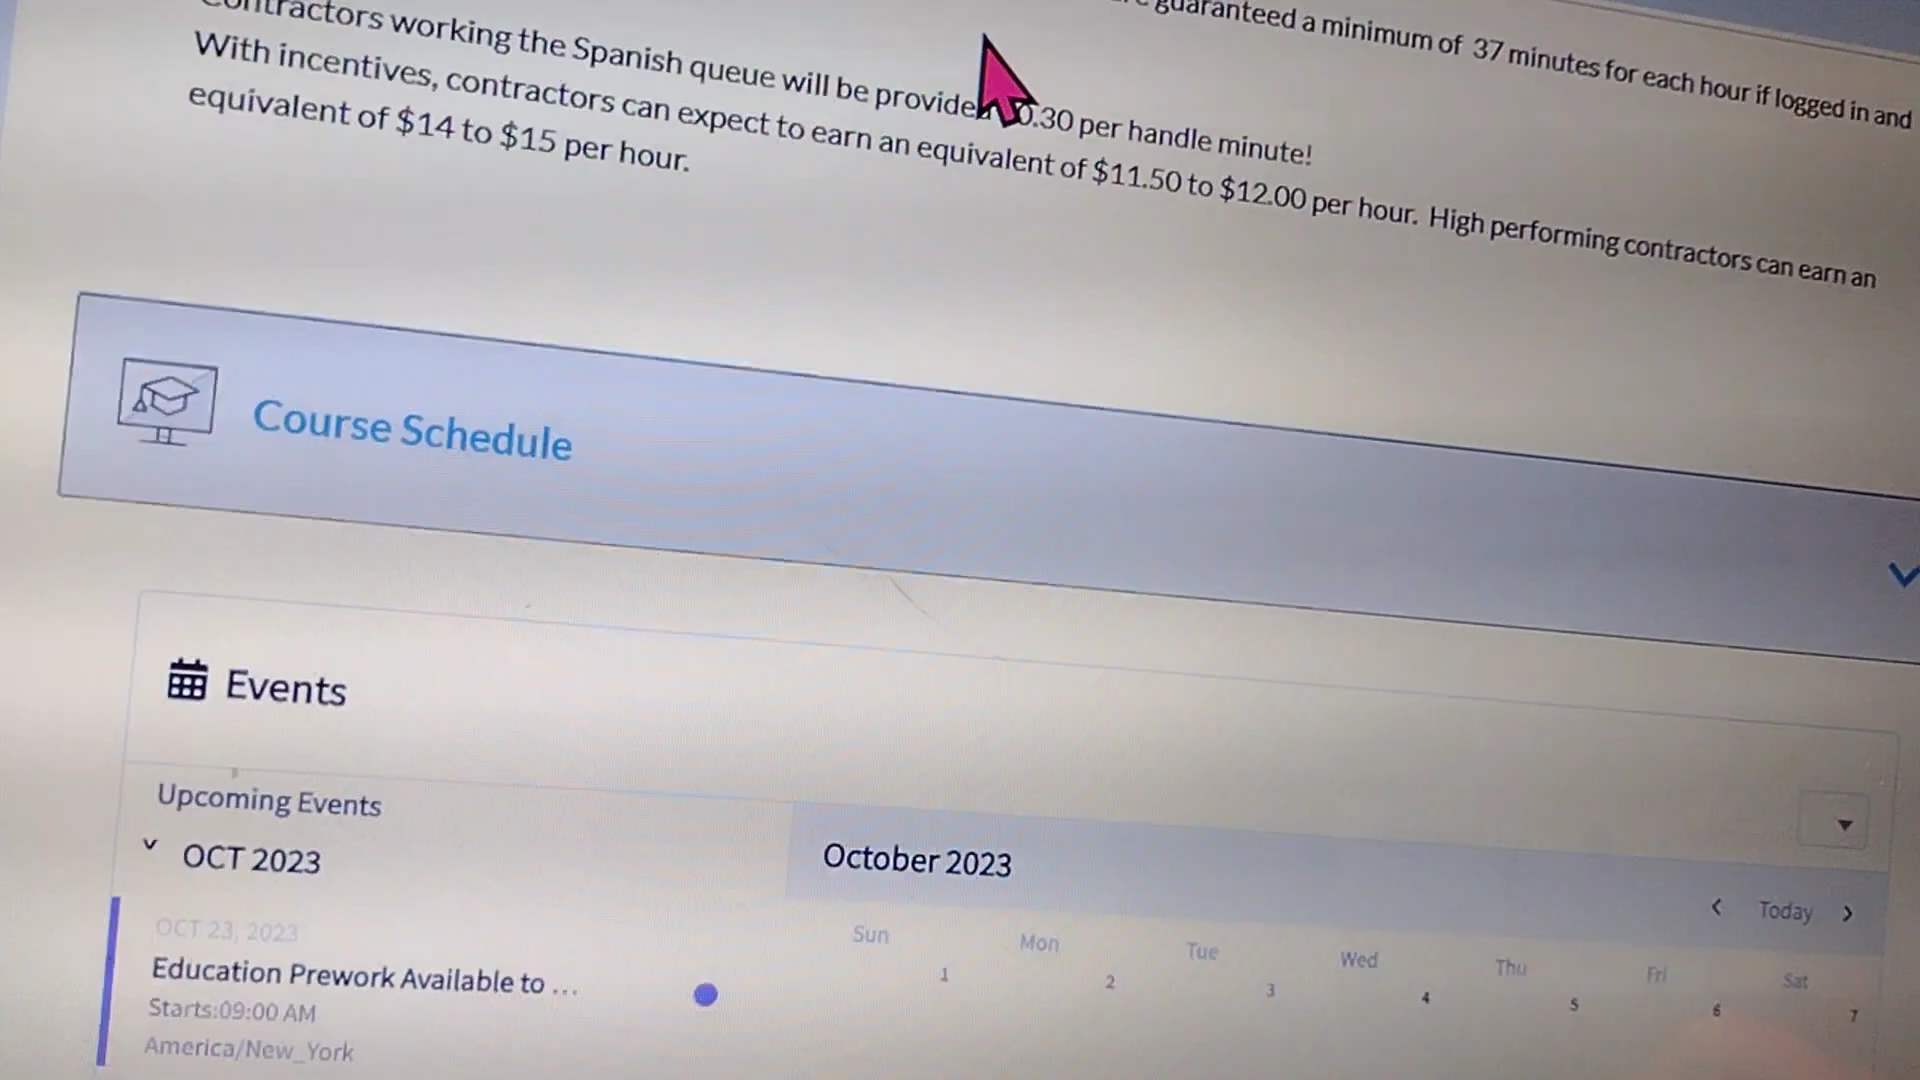 guaranteed a minimum of 37 minutes for each hour if logged in and
Contractors working the Spanish queue will be provided 0.30 per handle minute!
With incentives, contractors can expect to earn an equivalent of $11.50 to $12.00 per hour. High performing contractors can earn an
equivalent of $14 to $15 per hour.
Course Schedule
Events
Upcoming Events
OCT 2023
October 2023
Today
Sun Mon Tue Wed Thu Fri Sat
1 2 3 4 5 6 7
OCT 23, 2023
Education Prework Available to ...
Starts:09:00 AM
America/New_York